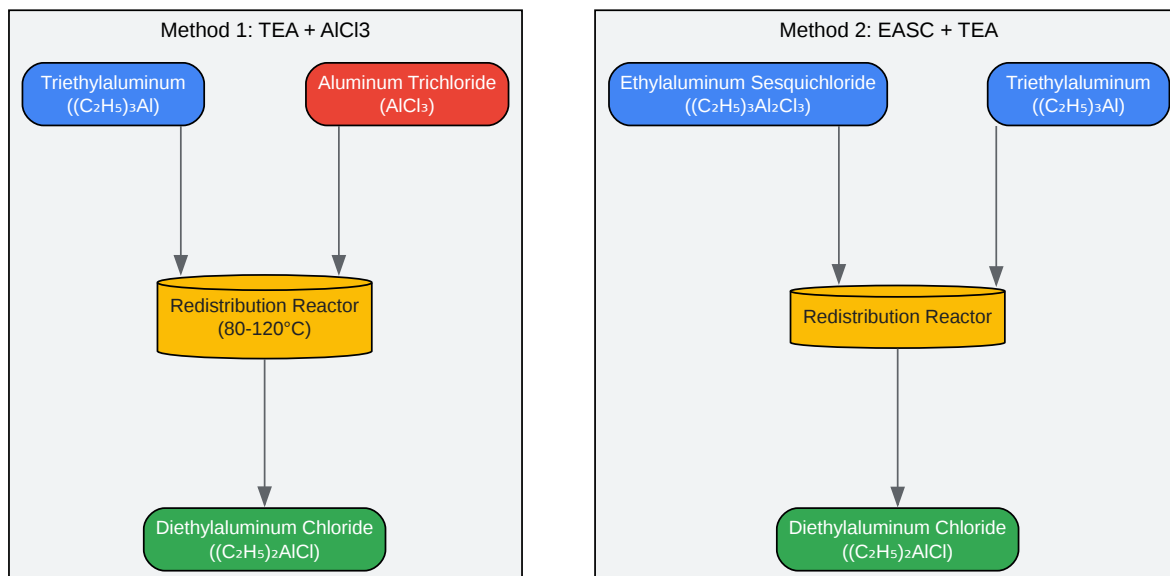 Method 1: TEA + AlCl3
Triethylaluminum
((C₂H₅)₃Al)
Aluminum Trichloride
(AlCl₃)
Redistribution Reactor
(80-120°C)
Diethylaluminum Chloride
((C₂H₅)₂AlCl)
Method 2: EASC + TEA
Ethylaluminum Sesquichloride
((C₂H₅)₃Al₂Cl₃)
Triethylaluminum
((C₂H₅)₃Al)
Redistribution Reactor
Diethylaluminum Chloride
((C₂H₅)₂AlCl)